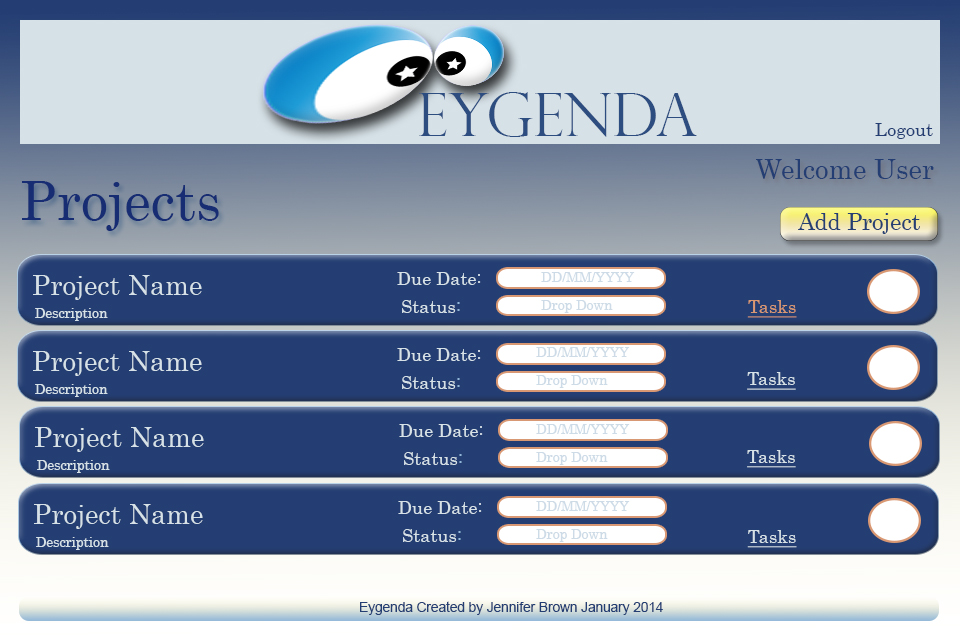 EYGENDA
Logout
Welcome User
Projects
Add Project
Project Name
Description
Due Date:
DD/MM/YYYY
Status:
Drop Down
Tasks
Project Name
Description
Due Date:
DD/MM/YYYY
Status:
Drop Down
Tasks
Project Name
Description
Due Date:
DD/MM/YYYY
Status:
Drop Down
Tasks
Project Name
Description
Due Date:
DD/MM/YYYY
Status:
Drop Down
Tasks
Eygenda Created by Jennifer Brown January 2014